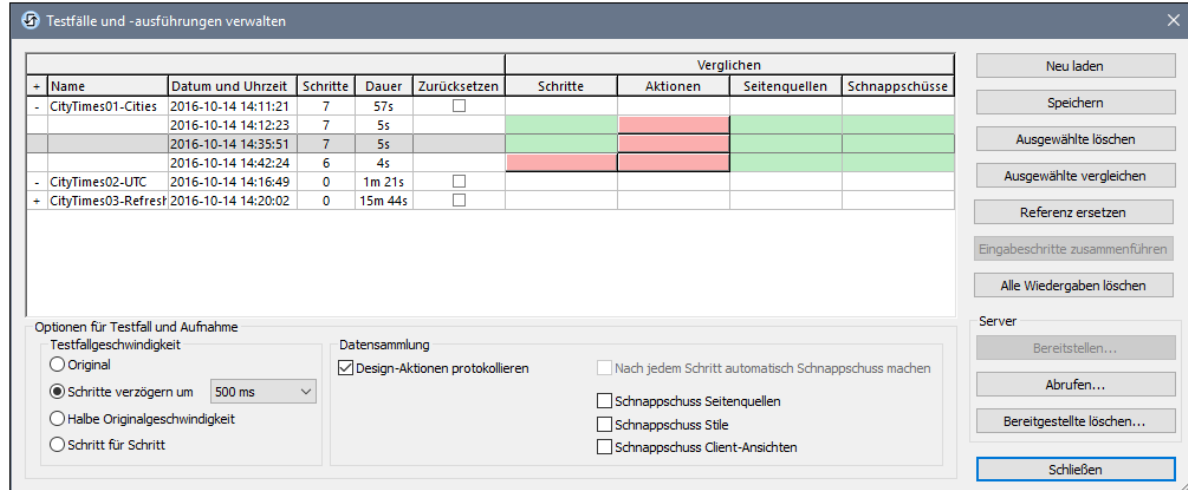 Testfälle und -ausführungen verwalten
Verglichen
+ Name Datum und Uhrzeit Schritte Dauer Zurücksetzen Schritte Aktionen Seitenquellen Schnappschüsse
- CityTimes01-Cities 2016-10-14 14:11:21 7 57s
2016-10-14 14:12:23 7 5s
2016-10-14 14:35:51 7 5s
2016-10-14 14:42:24 6 4s
- CityTimes02-UTC 2016-10-14 14:16:49 0 1m 21s
+ CityTimes03-Refresh 2016-10-14 14:20:02 0 15m 44s
Neu laden
Speichern
Ausgewählte löschen
Ausgewählte vergleichen
Referenz ersetzen
Eingabeschritte zusammenführen
Alle Wiedergaben löschen
Optionen für Testfall und Aufnahme
Testfallgeschwindigkeit
Original
Schritte verzögern um 500 ms
Halbe Originalgeschwindigkeit
Schritt für Schritt
Datensammlung
Design-Aktionen protokollieren
Nach jedem Schritt automatisch Schnappschuss machen
Schnappschuss Seitenquellen
Schnappschuss Stile
Schnappschuss Client-Ansichten
Server
Bereitstellen...
Abrufen...
Bereitgestellte löschen...
Schließen